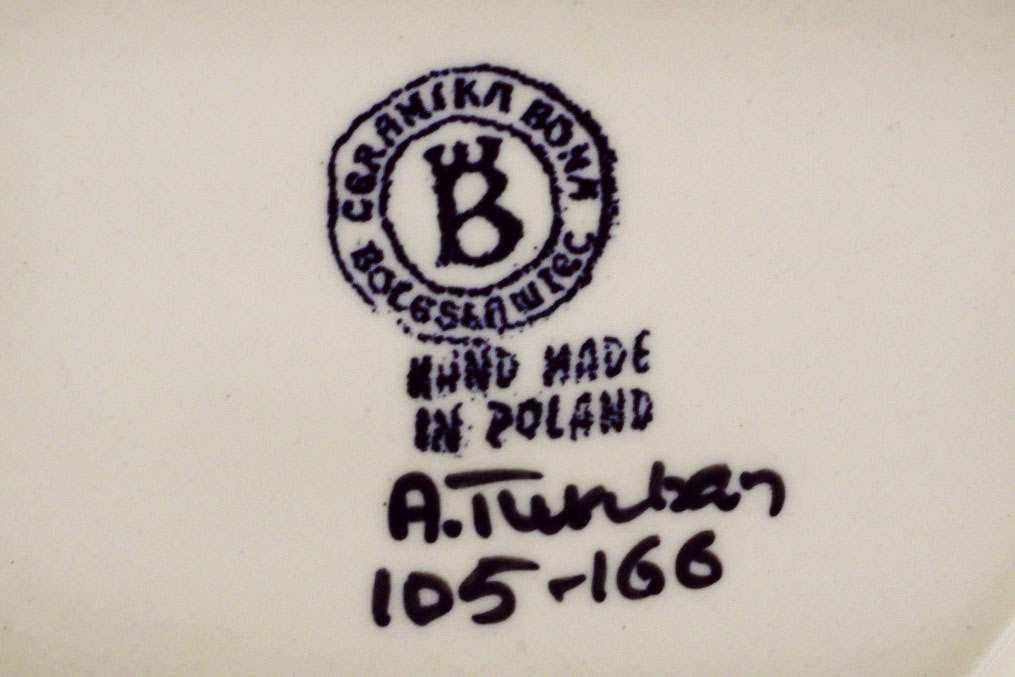 CERAMIKA BONA
B
BOLESŁAWIEC
HAND MADE
IN POLAND
A. Turban
105-166